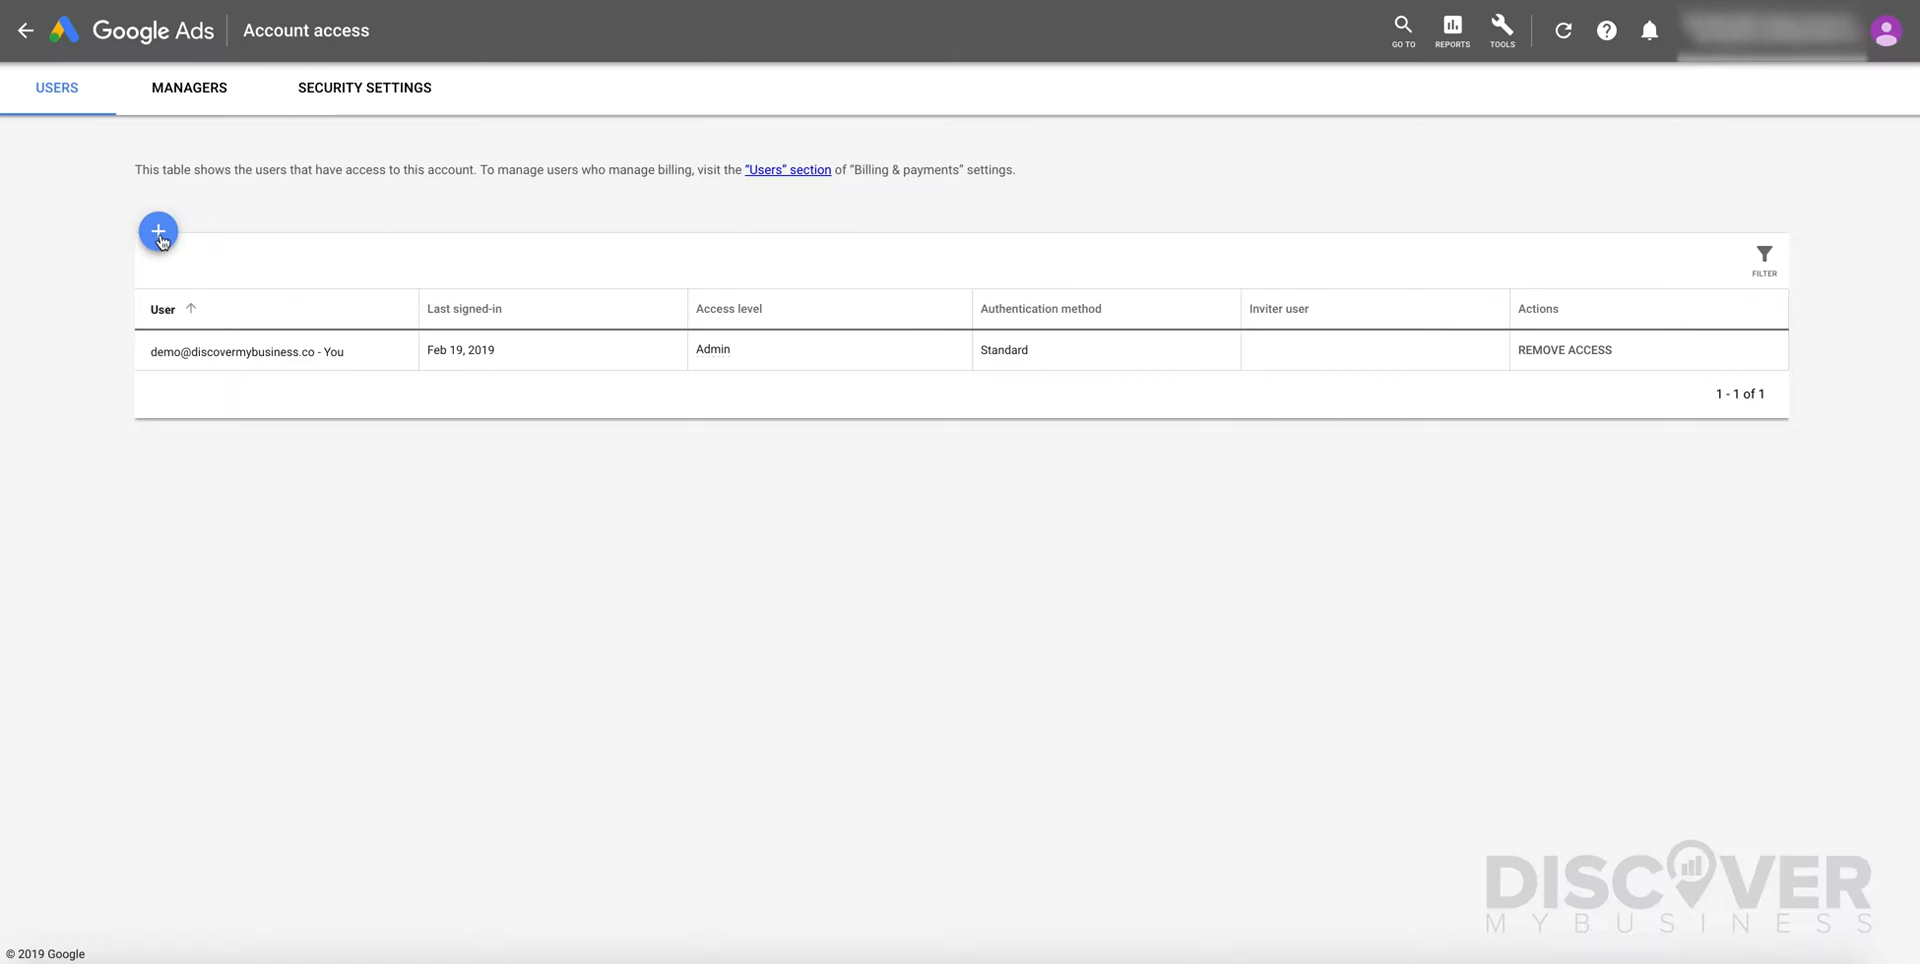 Google Ads
Account access
GO TO
REPORTS
TOOLS
USERS
MANAGERS
SECURITY SETTINGS
This table shows the users that have access to this account. To manage users who manage billing, visit the "Users" section of "Billing & payments" settings.
FILTER
User
Last signed-in
Access level
Authentication method
Inviter user
Actions
demo@discovermybusiness.co - You
Feb 19, 2019
Admin
Standard
REMOVE ACCESS
1 - 1 of 1
DISCOVER
MYBUSINESS
© 2019 Google